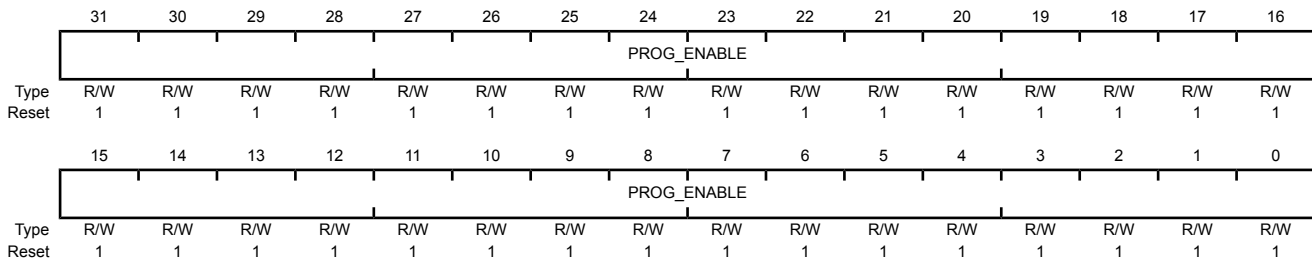 31 30 29 28 27 26 25 24 23 22 21 20 19 18 17 16
PROG_ENABLE
Type R/W R/W R/W R/W R/W R/W R/W R/W R/W R/W R/W R/W R/W R/W R/W R/W
Reset 1 1 1 1 1 1 1 1 1 1 1 1 1 1 1 1
15 14 13 12 11 10 9 8 7 6 5 4 3 2 1 0
PROG_ENABLE
Type R/W R/W R/W R/W R/W R/W R/W R/W R/W R/W R/W R/W R/W R/W R/W R/W
Reset 1 1 1 1 1 1 1 1 1 1 1 1 1 1 1 1